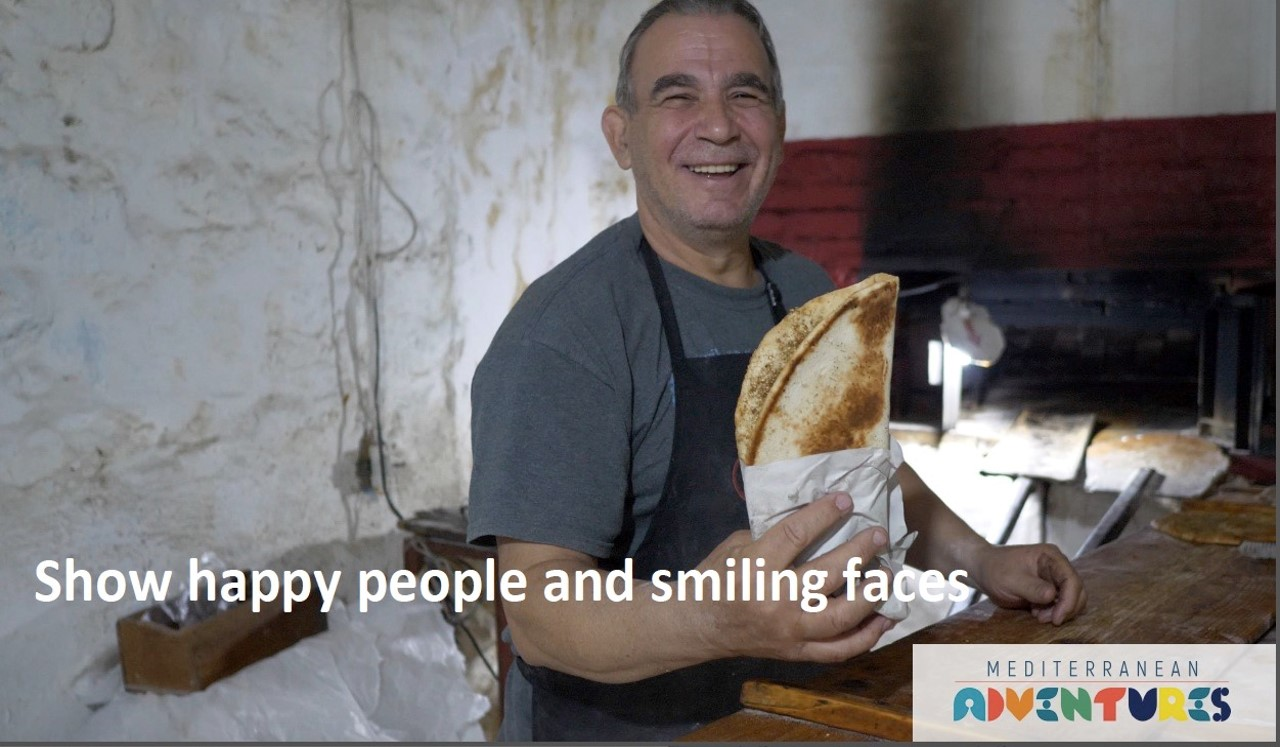 Show happy people and smiling faces
MEDITERRANEAN
ADVENTURES